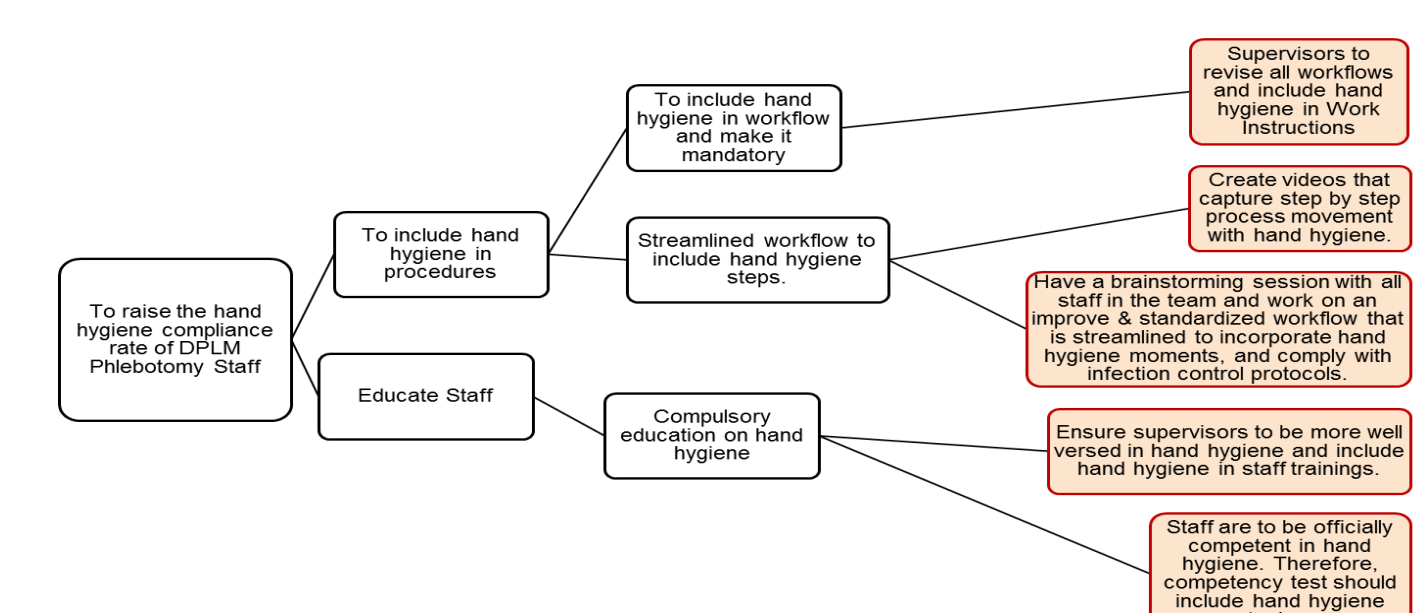 To raise the hand
hygiene compliance
rate of DPLM
Phlebotomy Staff
To include hand
hygiene in
procedures
Educate Staff
To include hand
hygiene in workflow
and make it
mandatory
Streamlined workflow to
include hand hygiene
steps.
Compulsory
education on hand
hygiene
Supervisors to
revise all workflows
and include hand
hygiene in Work
Instructions
Create videos that
capture step by step
process movement
with hand hygiene.
Have a brainstorming session with all
staff in the team and work on an
improve & standardized workflow that
is streamlined to incorporate hand
hygiene moments, and comply with
infection control protocols.
Ensure supervisors to be more well
versed in hand hygiene and include
hand hygiene in staff trainings.
Staff are to be officially
competent in hand
hygiene. Therefore,
competency test should
include hand hygiene